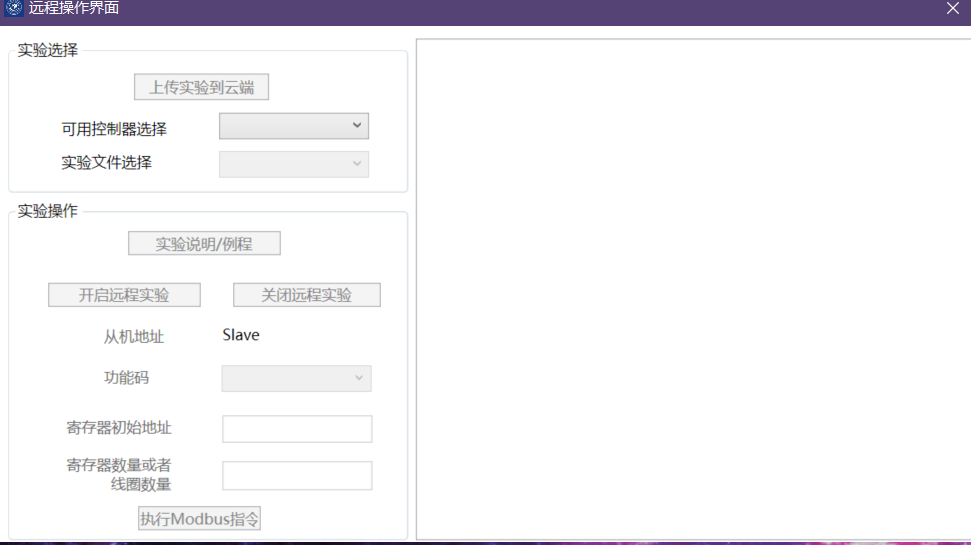 远程操作界面
实验选择
上传实验到云端
可用控制器选择
实验文件选择
实验操作
实验说明/例程
开启远程实验 关闭远程实验
从机地址 Slave
功能码
寄存器初始地址
寄存器数量或者
线圈数量
执行Modbus指令